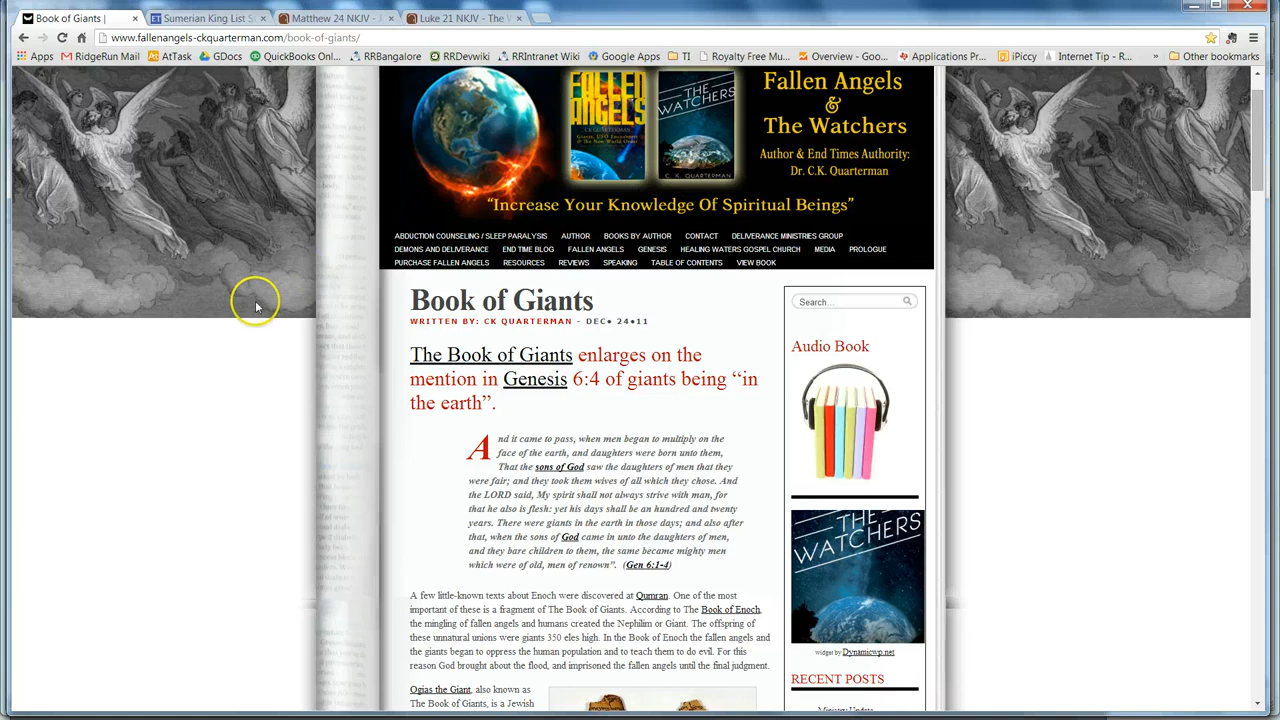 Book of Giants |
Sumerian King List S
Matthew 24 NKJV -
Luke 21 NKJV - The W
www.fallenangels-ckquarterman.com/book-of-giants/
Apps RidgeRun Mail AtTask GDocs QuickBooks Onl... RRBangalore RRDevwiki RRIntranet Wiki Google Apps TI Royalty Free Mu... Overview - Goog... Applications Pr... iPiccy Internet Tip - R... » Other bookmarks
FALLEN
ANGELS
CK QUARTERMAN
Giants, UFO Encounters
& The New World Order
THE
WATCHERS
C. K. QUARTERMAN
Fallen Angels
&
The Watchers
Author & End Times Authority:
Dr. C.K. Quarterman
“Increase Your Knowledge Of Spiritual Beings”
ABDUCTION COUNSELING / SLEEP PARALYSIS AUTHOR BOOKS BY AUTHOR CONTACT DELIVERANCE MINISTRIES GROUP
DEMONS AND DELIVERANCE END TIME BLOG FALLEN ANGELS GENESIS HEALING WATERS GOSPEL CHURCH MEDIA PROLOGUE
PURCHASE FALLEN ANGELS RESOURCES REVIEWS SPEAKING TABLE OF CONTENTS VIEW BOOK
Book of Giants
WRITTEN BY: CK QUARTERMAN - DEC• 24•11
The Book of Giants enlarges on the
mention in Genesis 6:4 of giants being “in
the earth”.
And it came to pass, when men began to multiply on the
face of the earth, and daughters were born unto them,
That the sons of God saw the daughters of men that they
were fair; and they took them wives of all which they chose. And
the LORD said, My spirit shall not always strive with man, for
that he also is flesh: yet his days shall be an hundred and twenty
years. There were giants in the earth in those days; and also after
that, when the sons of God came in unto the daughters of men,
and they bare children to them, the same became mighty men
which were of old, men of renown”. (Gen 6:1-4)
A few little-known texts about Enoch were discovered at Qumran. One of the most
important of these is a fragment of The Book of Giants. According to The Book of Enoch,
the mingling of fallen angels and humans created the Nephilim or Giant. The offspring of
these unnatural unions were giants 350 eles high. In the Book of Enoch the fallen angels and
the giants began to oppress the human population and to teach them to do evil. For this
reason God brought about the flood, and imprisoned the fallen angels until the final judgment.
Ogias the Giant, also known as
The Book of Giants, is a Jewish
Search...
Audio Book
THE
WATCHERS
widget by Dynamicwp.net
RECENT POSTS
Ministry Update